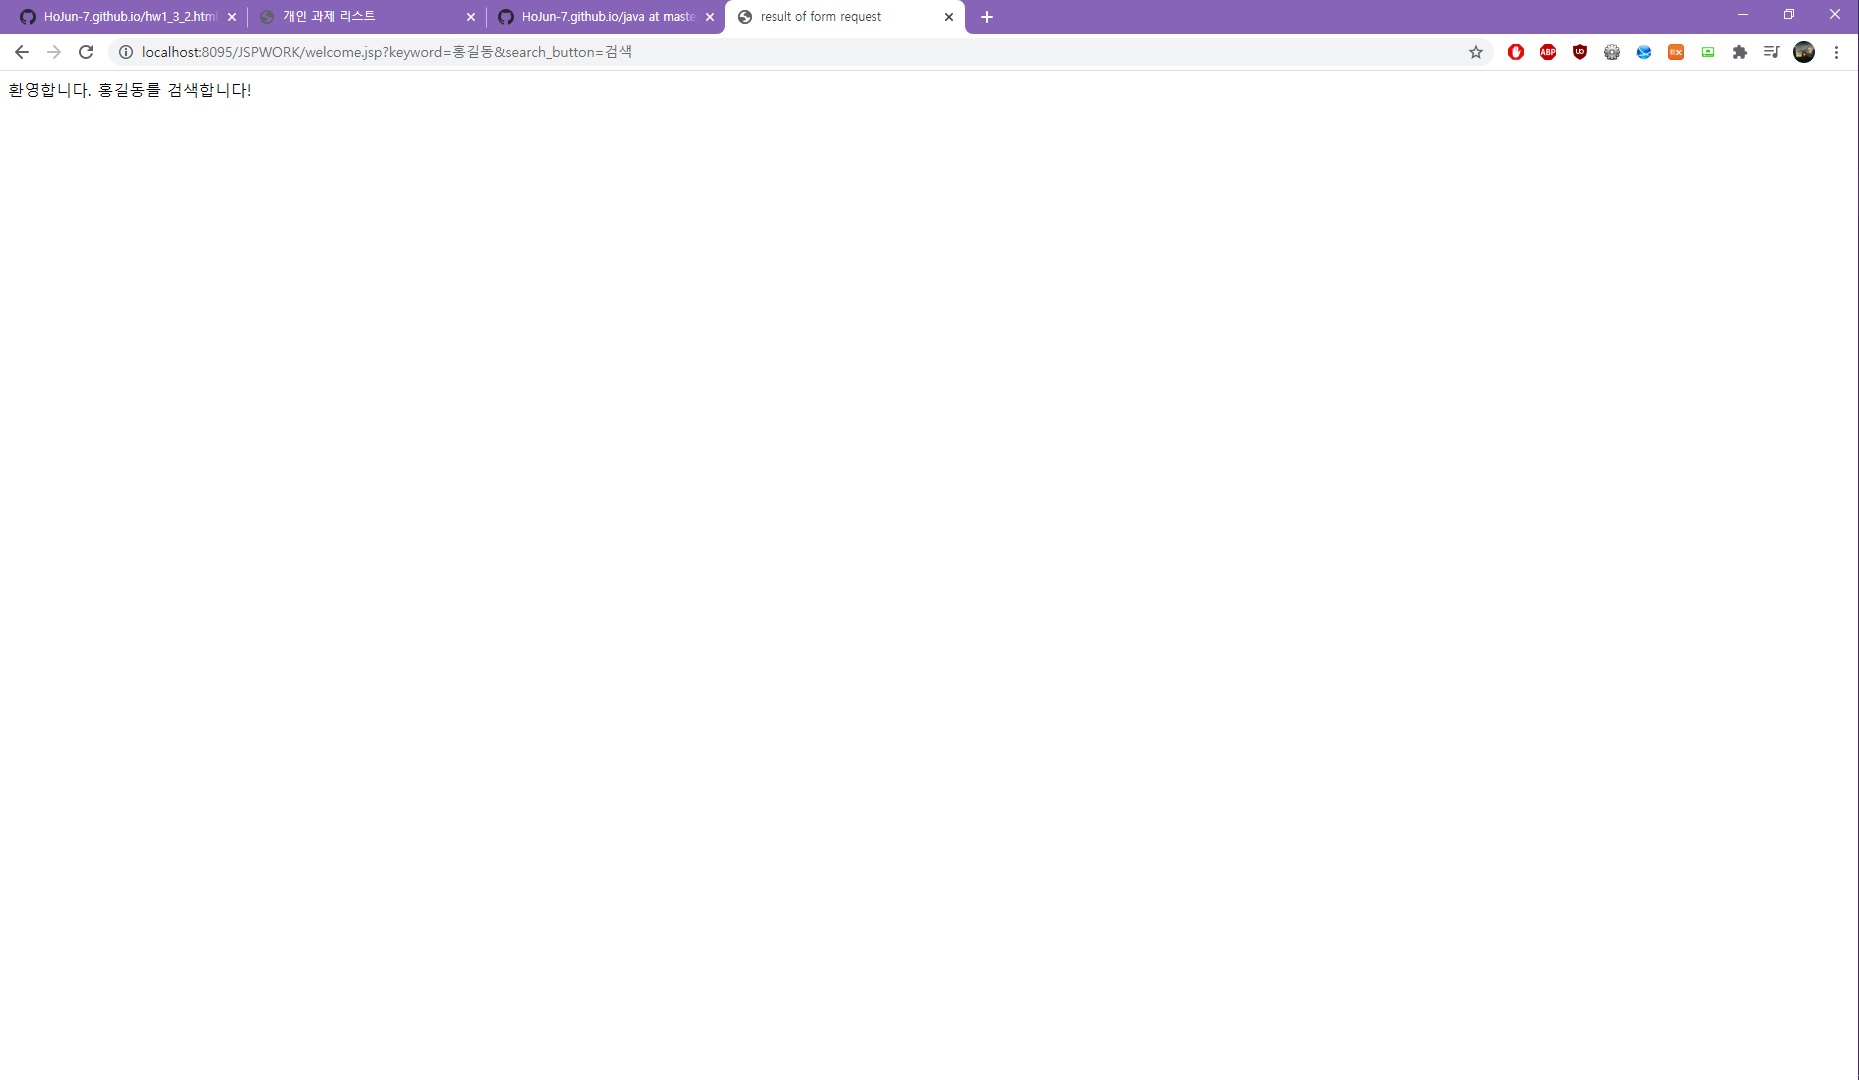 HoJun-7.github.io/hw1_3_2.html
개인 과제 리스트
HoJun-7.github.io/java at maste
result of form request
localhost:8095/JSPWORK/welcome.jsp?keyword=홍길동&search_button=검색
ABP
환영합니다. 홍길동를 검색합니다!